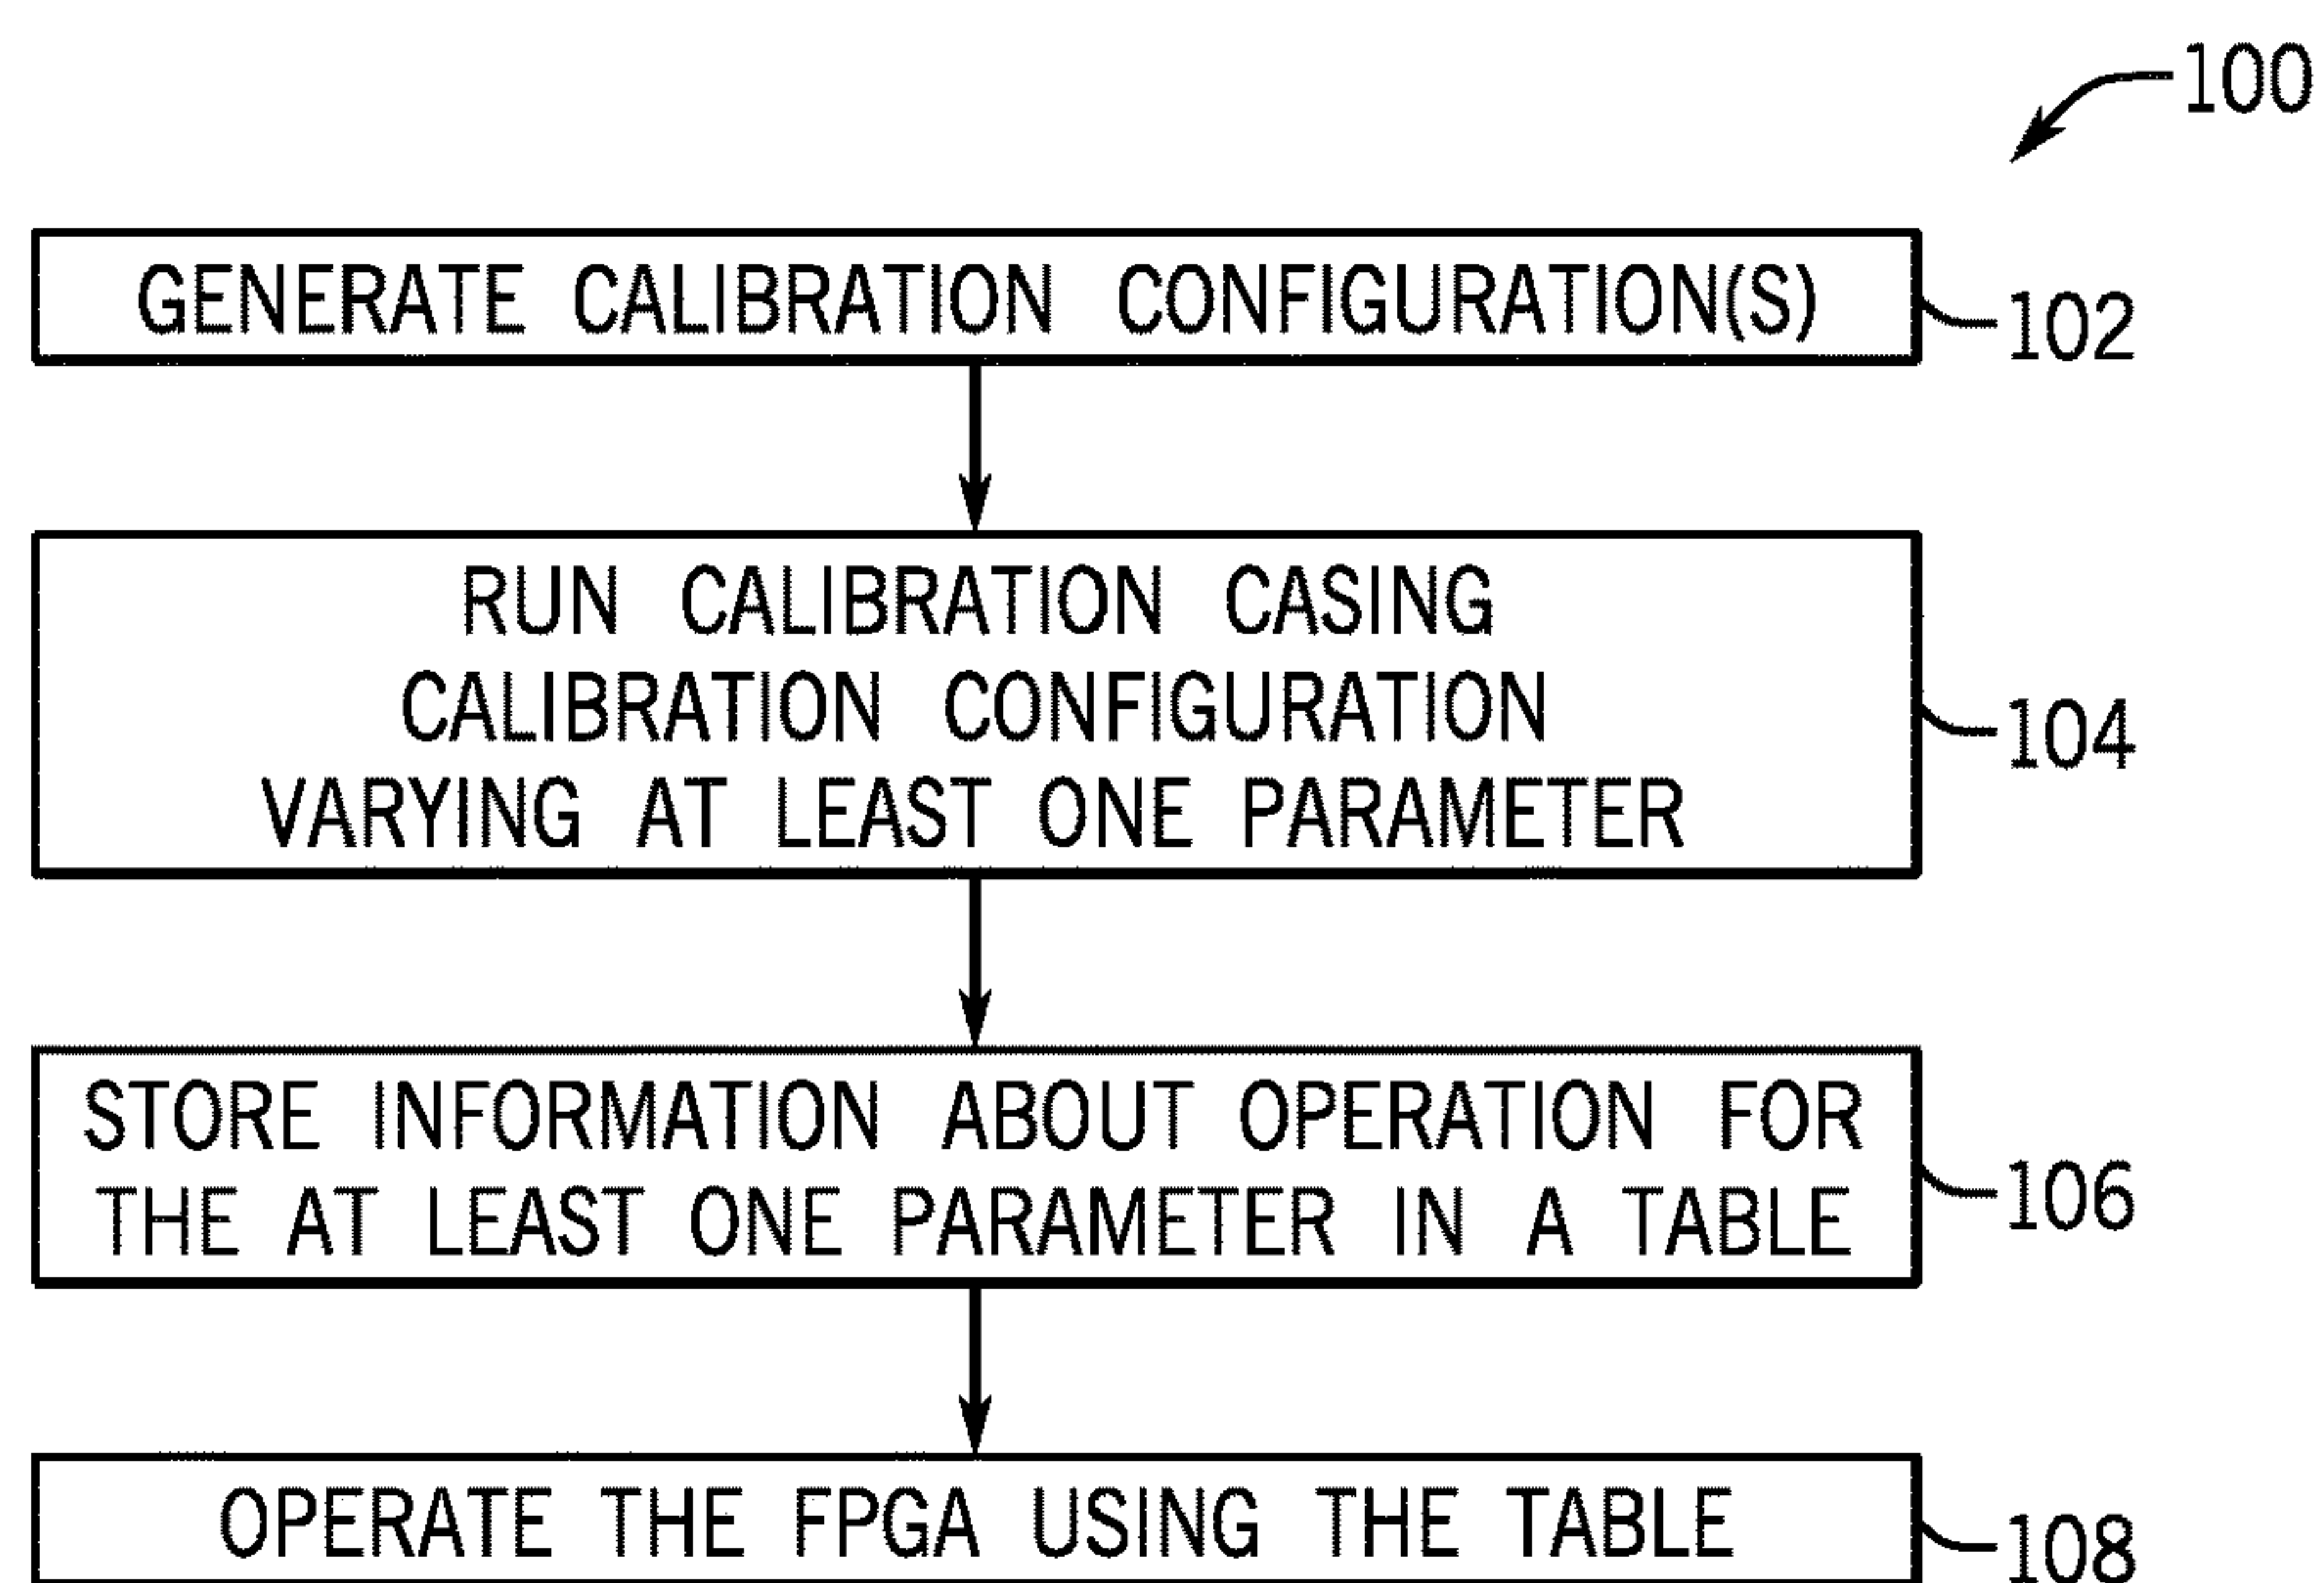 100
GENERATE CALIBRATION CONFIGURATION(S)
102
RUN CALIBRATION CASING
CALIBRATION CONFIGURATION
VARYING AT LEAST ONE PARAMETER
104
STORE INFORMATION ABOUT OPERATION FOR
THE AT LEAST ONE PARAMETER IN A TABLE
106
OPERATE THE FPGA USING THE TABLE
108